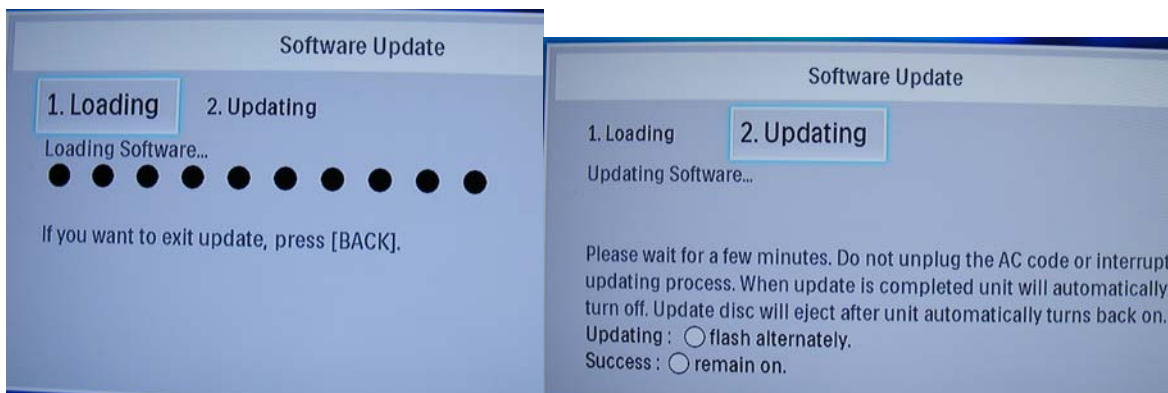 Software Update
1. Loading 2. Updating
Loading Software...
If you want to exit update, press [BACK].
Software Update
1. Loading 2. Updating
Updating Software...
Please wait for a few minutes. Do not unplug the AC code or interrupt
updating process. When update is completed unit will automatically
turn off. Update disc will eject after unit automatically turns back on.
Updating : ◯ flash alternately.
Success : ◯ remain on.